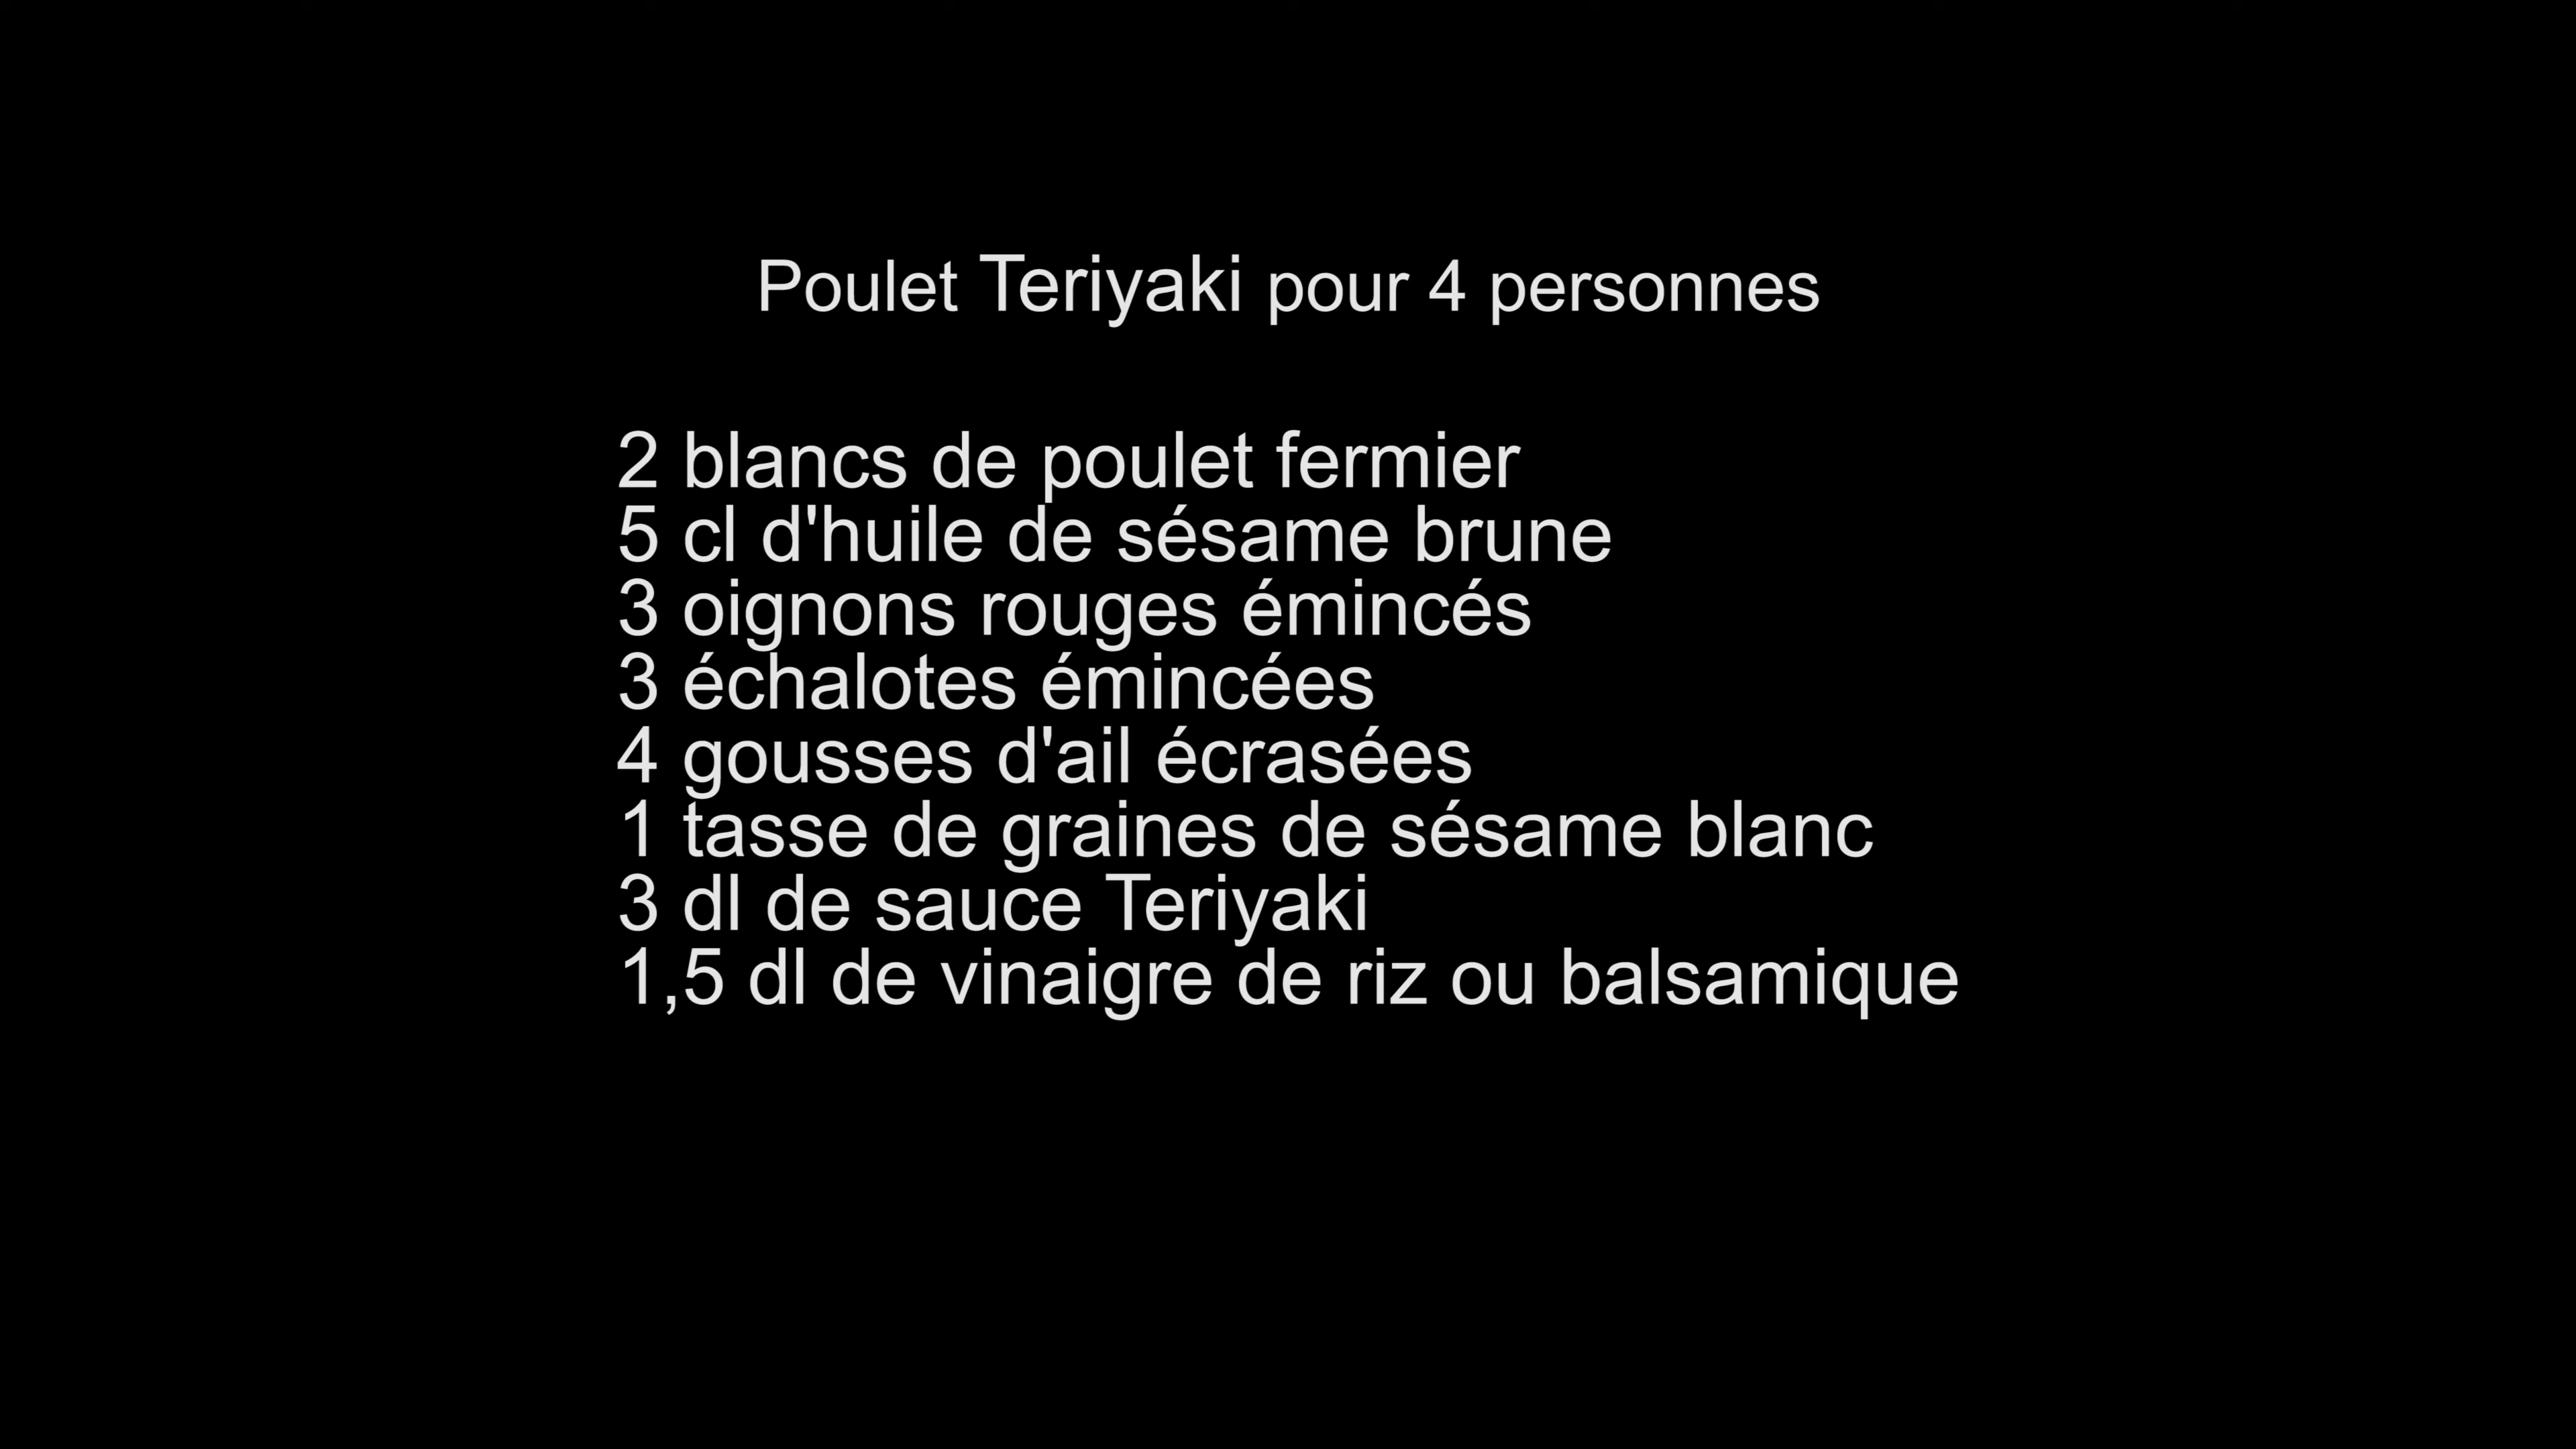 Poulet Teriyaki pour 4 personnes
2 blancs de poulet fermier
5 cl d'huile de sésame brune
3 oignons rouges émincés
3 échalotes émincées
4 gousses d'ail écrasées
1 tasse de graines de sésame blanc
3 dl de sauce Teriyaki
1,5 dl de vinaigre de riz ou balsamique